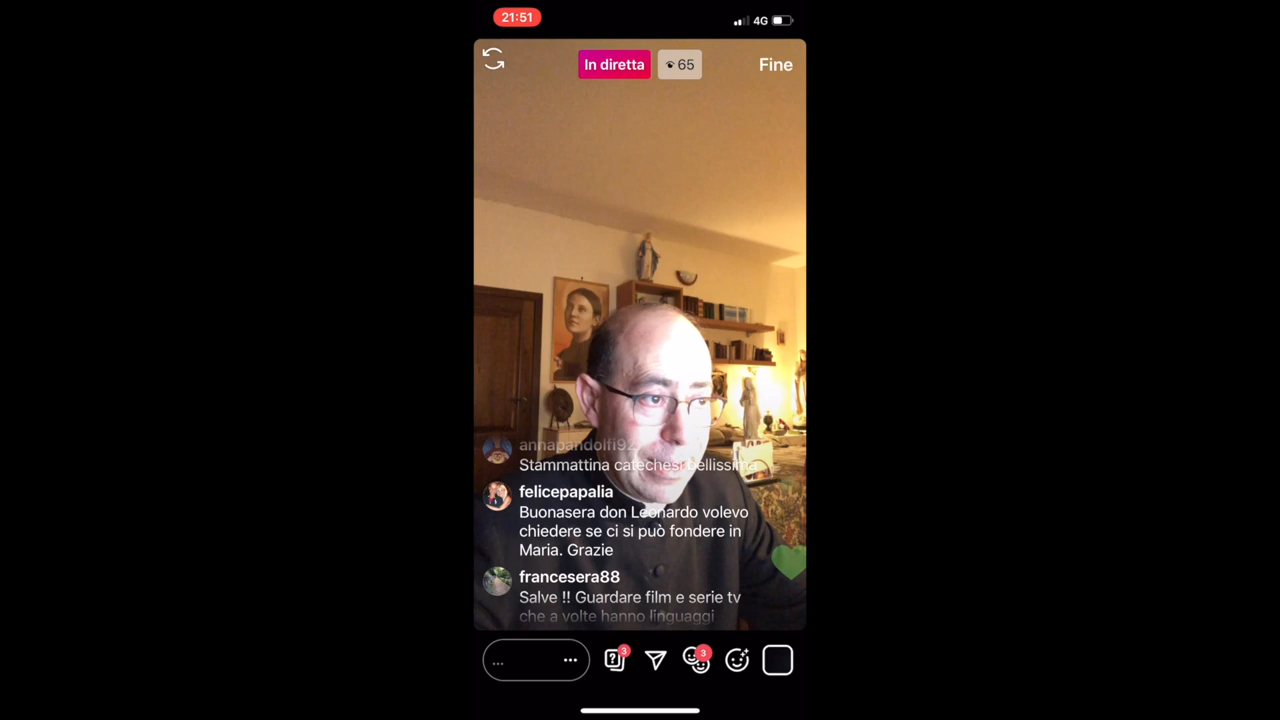 21:51
4G
In diretta
65
Fine
annapandolfi92
Stammattina catechesi bellissima
felicepapalia
Buonasera don Leonardo volevo
chiedere se ci si può fondere in
Maria. Grazie
francesera88
Salve !! Guardare film e serie tv
che a volte hanno linguaggi
...
3
3